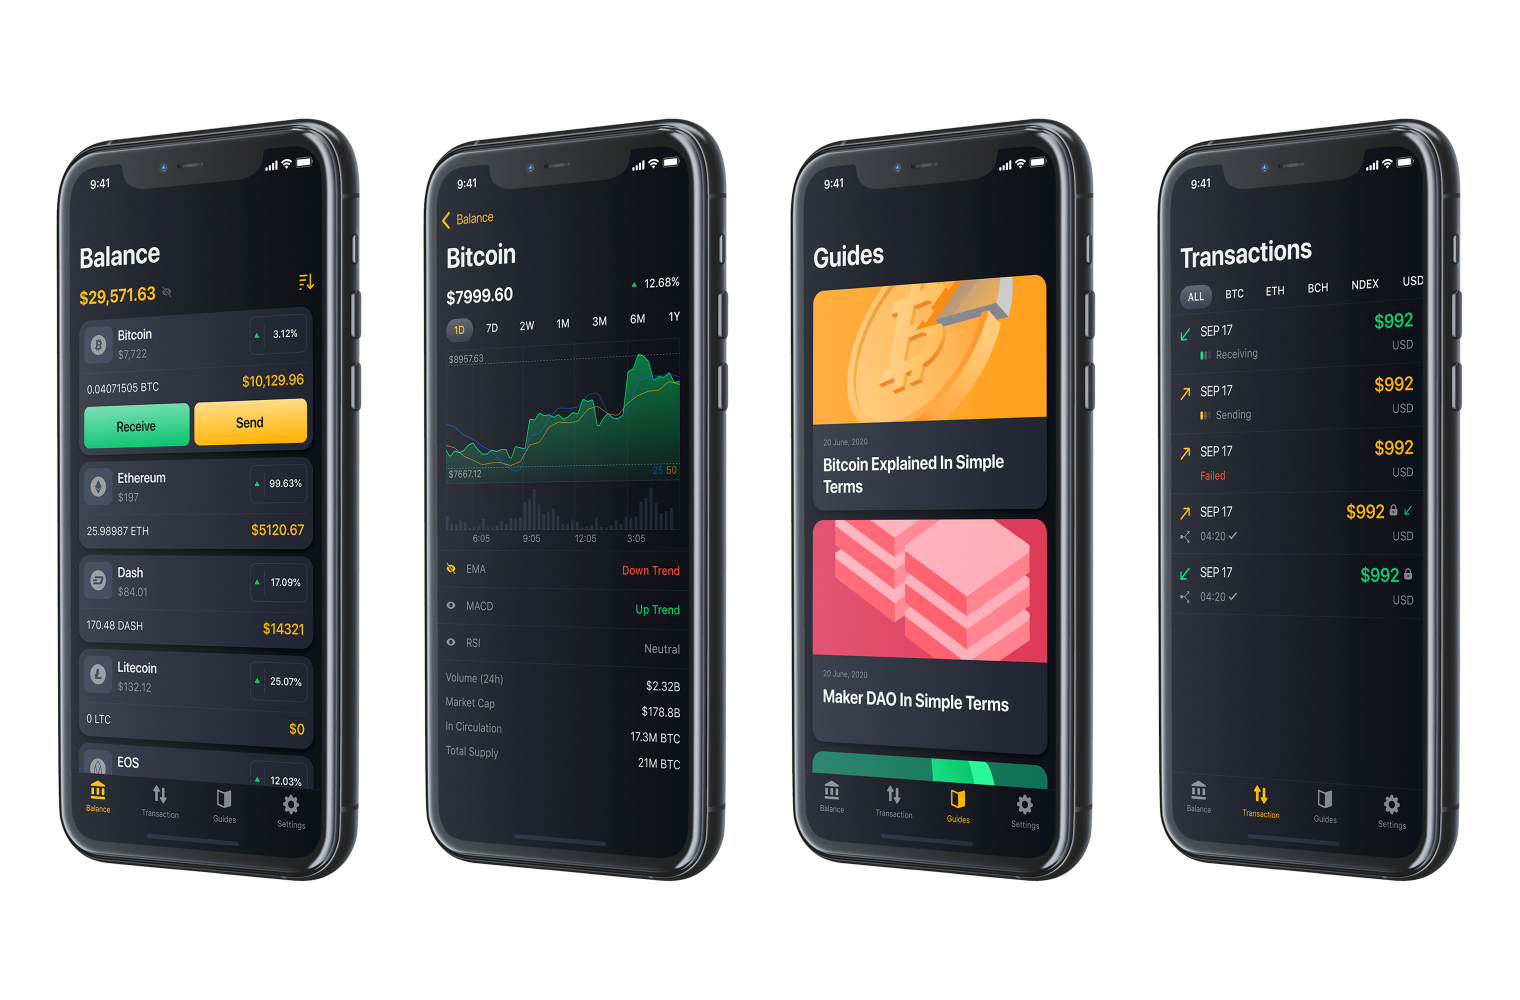 9:41
Balance
$29,571.63
Bitcoin
$7,722
3.12%
0.04071505 BTC
$10,129.96
Receive
Send
Ethereum
$197
99.63%
25.98987 ETH
$5120.67
Dash
$84.01
17.09%
170.48 DASH
$14321
Litecoin
$132.12
25.07%
0 LTC
$0
EOS
12.03%
Balance
Transaction
Guides
Settings
9:41
Balance
Bitcoin
$7999.60
12.68%
1D 7D 2W 1M 3M 6M 1Y
$8957.63
$7667.12
25 50
6:05 9:05 12:05 3:05
EMA
Down Trend
MACD
Up Trend
RSI
Neutral
Volume (24h)
$2.32B
Market Cap
$178.8B
In Circulation
17.3M BTC
Total Supply
21M BTC
9:41
Guides
20 June, 2020
Bitcoin Explained In Simple
Terms
20 June, 2020
Maker DAO In Simple Terms
Balance
Transaction
Guides
Settings
9:41
Transactions
ALL BTC ETH BCH NDEX USD
SEP 17
$992
Receiving
USD
SEP 17
$992
Sending
USD
SEP 17
$992
Failed
USD
SEP 17
$992
04:20
USD
SEP 17
$992
04:20
USD
Balance
Transaction
Guides
Settings